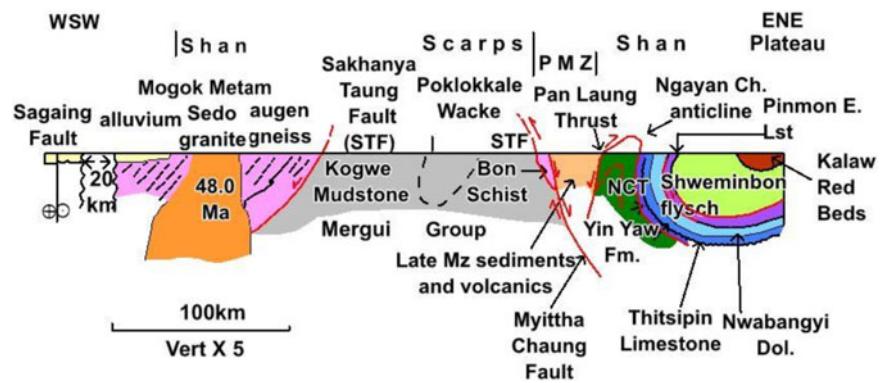 WSW
ENE
Shan
Scarps
PMZ
Shan
Plateau
Mogok Metam
Sagaing
Fault
alluvium
Sedo
granite
augen
gneiss
Sakhanya
Taung
Fault
(STF)
Poklokkale
Wacke
STF
Pan Laung
Thrust
Ngayan Ch.
anticline
Pinmon E.
Lst
20
km
48.0
Ma
Kogwe
Mudstone
Bon
Schist
NCT
Shweminbon
flysch
Kalaw
Red
Beds
Mergui
Group
Yin Yaw
Fm.
Late Mz sediments
and volcanics
100km
Vert X 5
Myittha
Chaung
Fault
Thitsipin
Limestone
Nwabangyi
Dol.